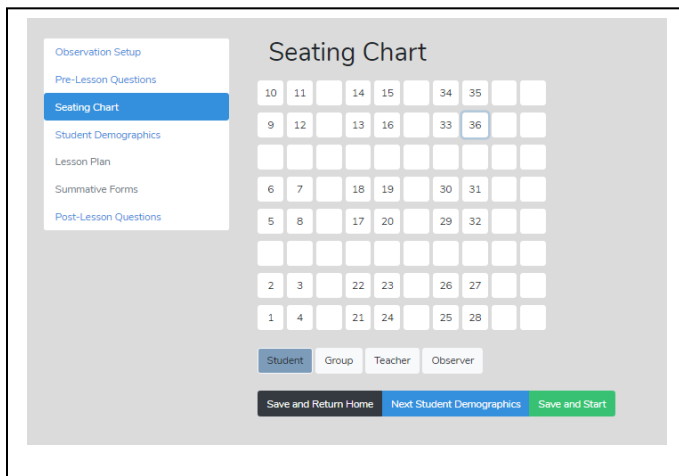 Seating Chart
Observation Setup
Pre-Lesson Questions
Seating Chart
Student Demographics
Lesson Plan
Summative Forms
Post-Lesson Questions
10 11 14 15 34 35
9 12 13 16 33 36
6 7 18 19 30 31
5 8 17 20 29 32
2 3 22 23 26 27
1 4 21 24 25 28
Student Group Teacher Observer
Save and Return Home Next Student Demographics Save and Start